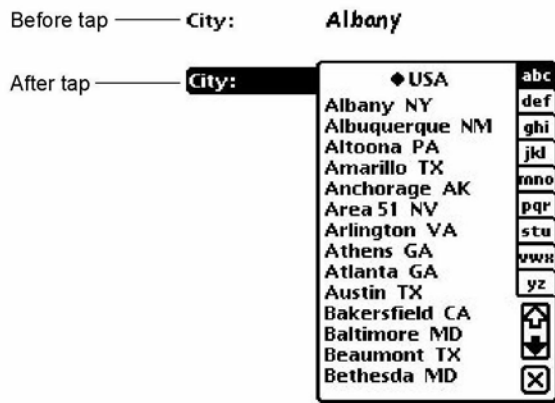 Before tap City: Albany
After tap City: ◆USA abc
Albany NY def
Albuquerque NM ghi
Altoona PA jkl
Amarillo TX mno
Anchorage AK pqr
Area 51 NV stu
Arlington VA vwx
Athens GA yz
Atlanta GA
Austin TX
Bakersfield CA
Baltimore MD
Beaumont TX
Bethesda MD